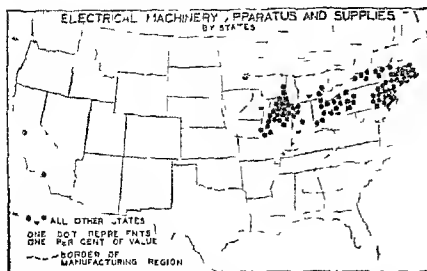 ELECTRICAL MACHINERY, APPARATUS AND SUPPLIES
BY STATES
ALL OTHER STATES
ONE DOT REPRESENTS
ONE PER CENT OF VALUE
BORDER OF
MANUFACTURING REGION